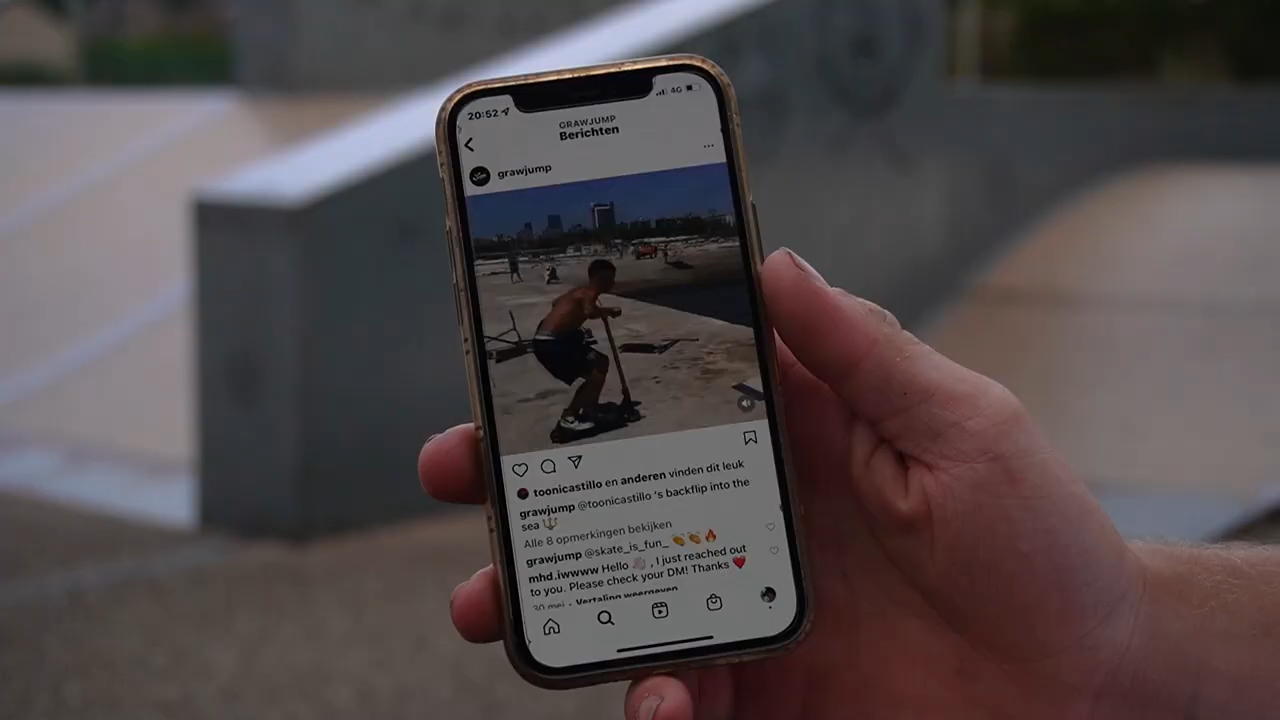 20:52
4G
GRAWJUMP
Berichten
grawjump
toonicastillo en anderen vinden dit leuk
grawjump @toonicastillo 's backflip into the
sea 🔱
Alle 8 opmerkingen bekijken
grawjump @skate_is_fun_ 👏👏🔥
mhd.iwwww Hello 👋🏻 , I just reached out
to you. Please check your DM! Thanks ❤️
30 mei • Vertaling weergeven